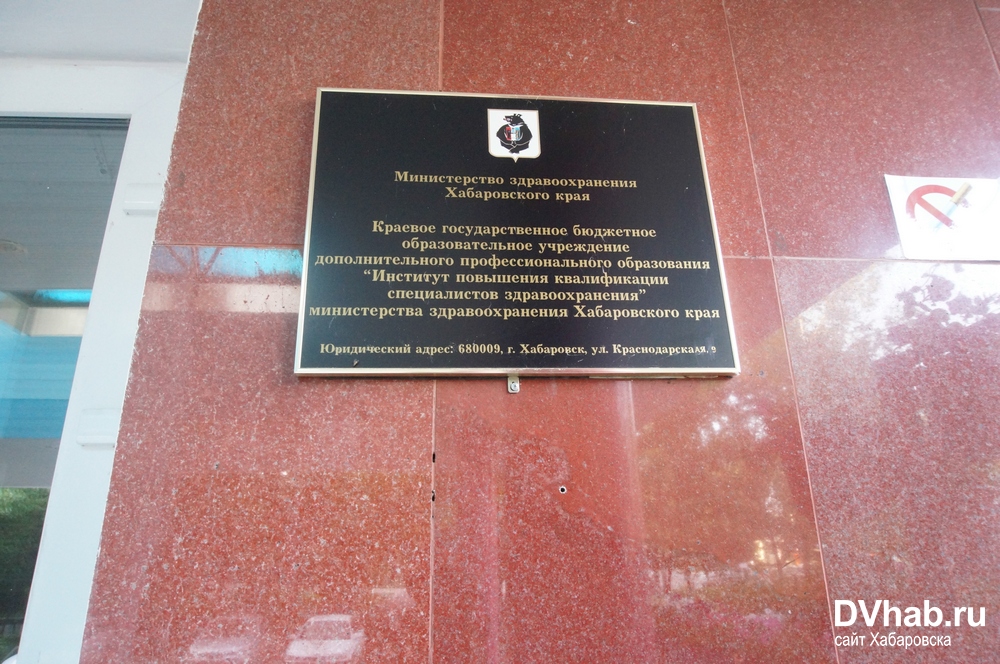 Министерство здравоохранения
Хабаровского края
Краевое государственное бюджетное
образовательное учреждение
дополнительного профессионального образования
“Институт повышения квалификации
специалистов здравоохранения”
министерства здравоохранения Хабаровского края
Юридический адрес: 680009, г. Хабаровск, ул. Краснодарская, 9
DVhab.ru
сайт Хабаровска